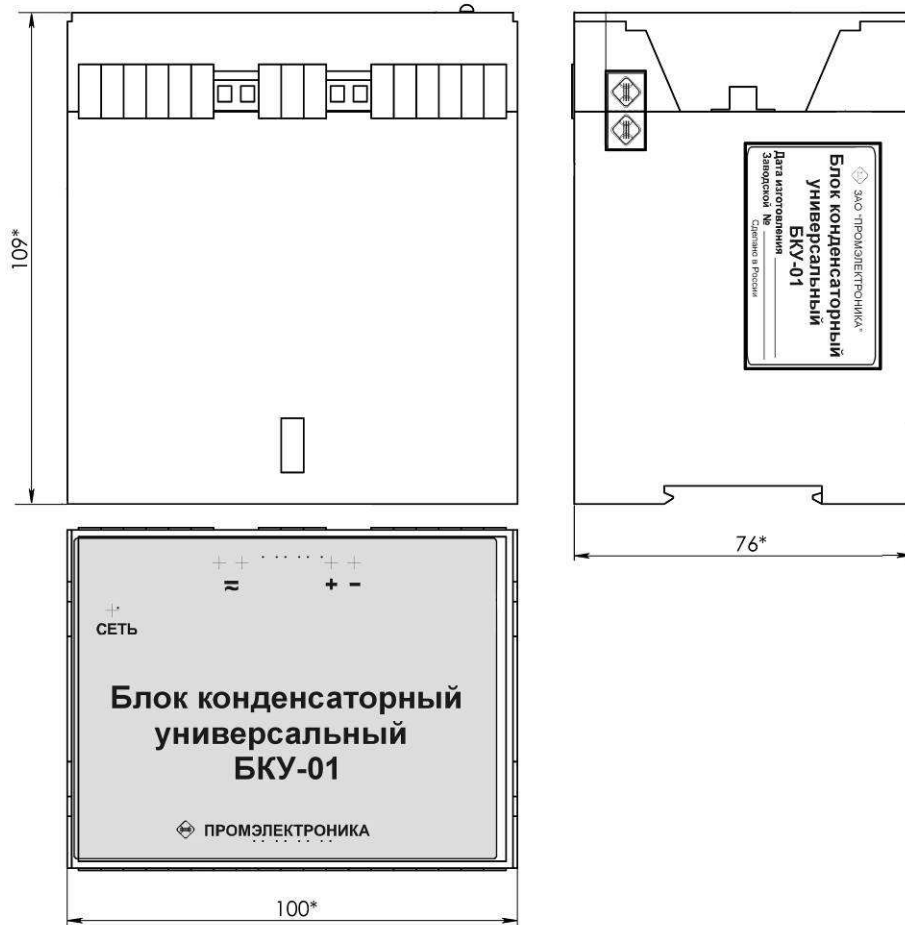 109*
ЗАО "ПРОМЭЛЕКТРОНИКА"
Блок конденсаторный
универсальный
БКУ-01
Дата изготовления
Заводской №
Сделано в России
76*
≂
+ −
СЕТЬ
Блок конденсаторный
универсальный
БКУ-01
ПРОМЭЛЕКТРОНИКА
100*